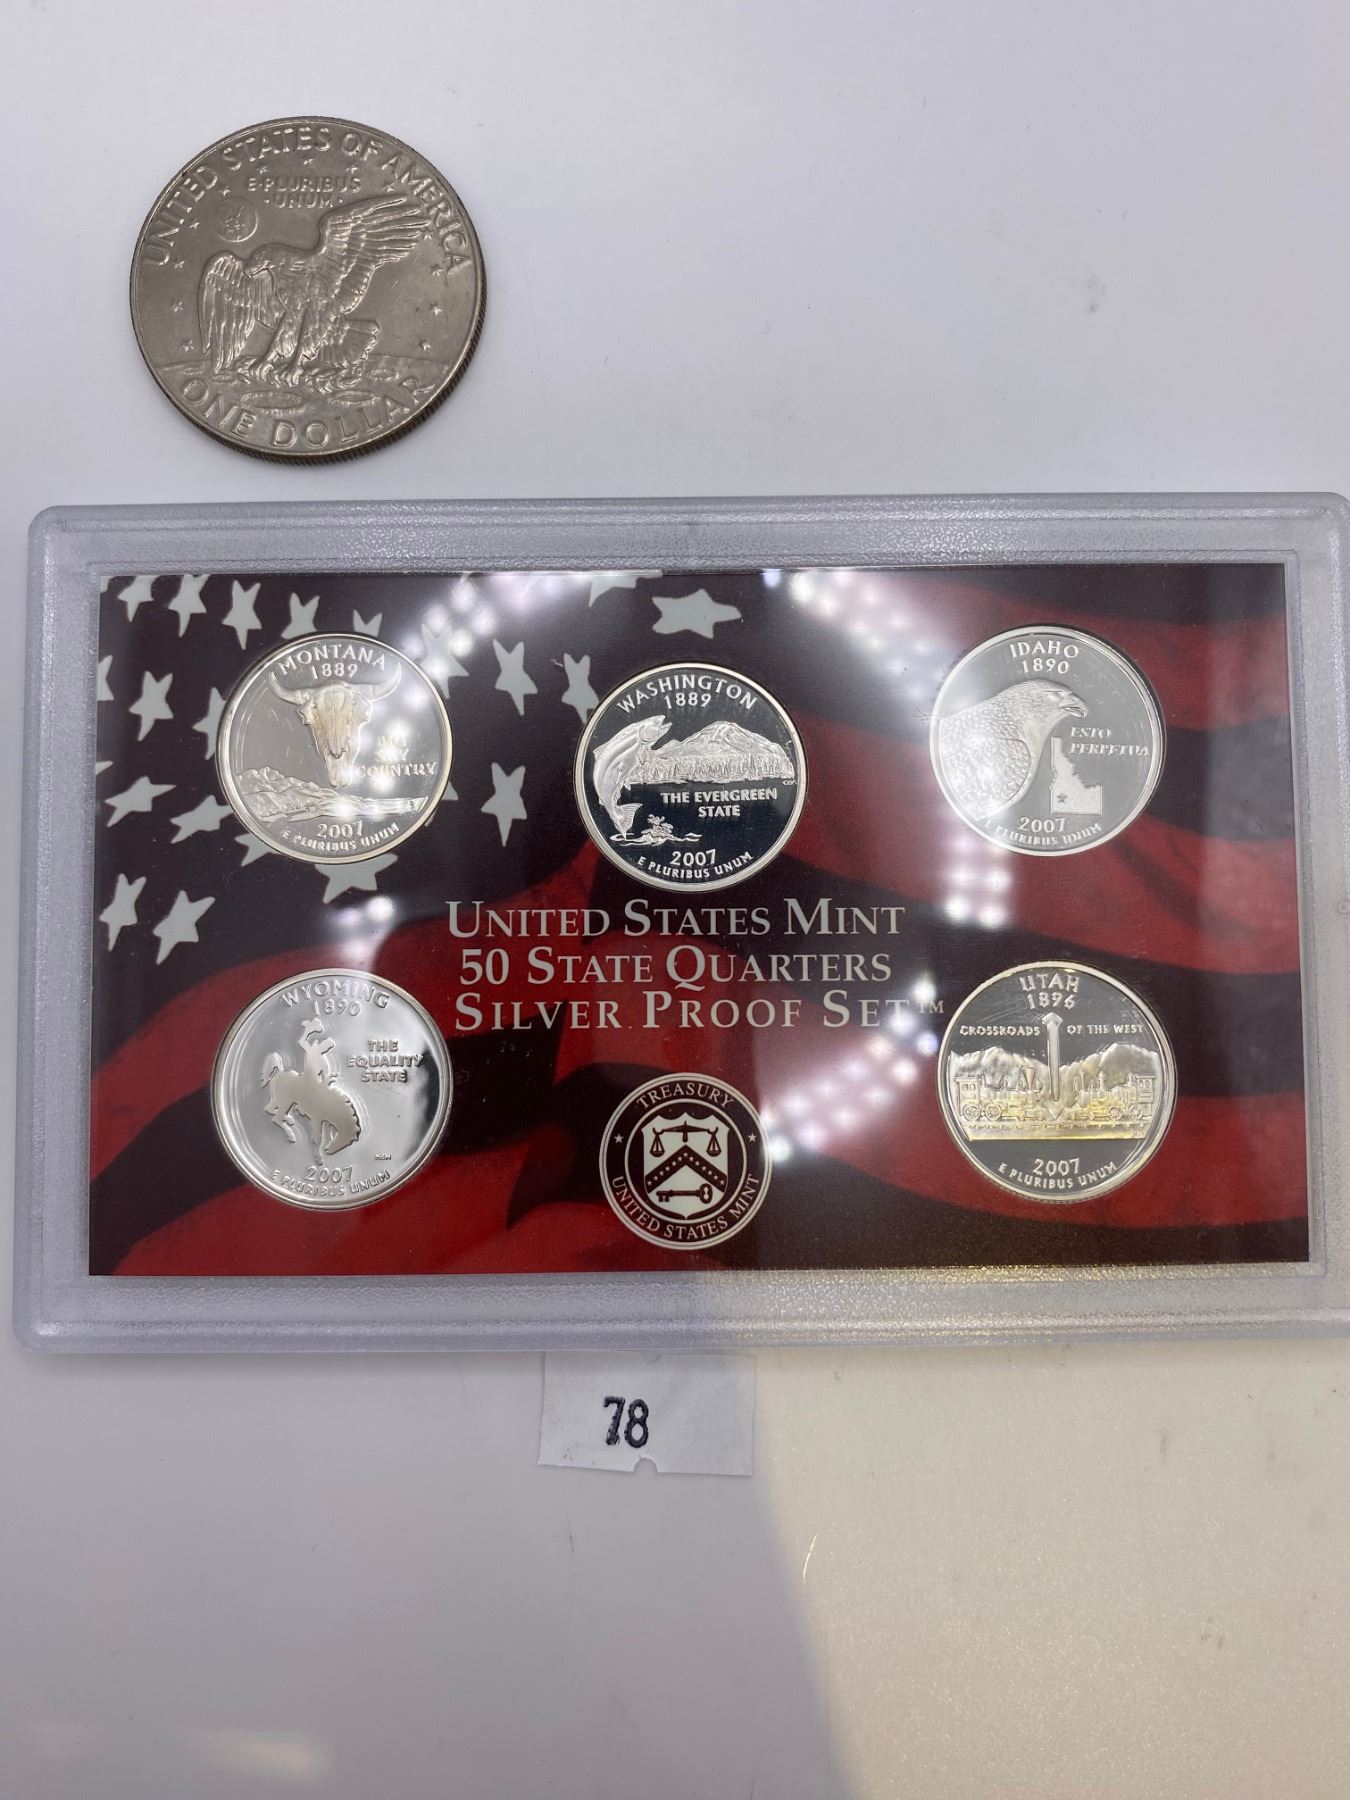 UNITED STATES OF AMERICA
E·PLURIBUS
·UNUM·
ONE DOLLAR
MONTANA
1889
BIG
SKY
COUNTRY
2007
E PLURIBUS UNUM
WASHINGTON
1889
THE EVERGREEN
STATE
2007
E PLURIBUS UNUM
IDAHO
1890
ESTO
PERPETUA
2007
E PLURIBUS UNUM
UNITED STATES MINT
50 STATE QUARTERS
SILVER PROOF SET™
WYOMING
1890
THE
EQUALITY
STATE
2007
E PLURIBUS UNUM
TREASURY
UNITED STATES MINT
UTAH
1896
CROSSROADS OF THE WEST
2007
E PLURIBUS UNUM
78